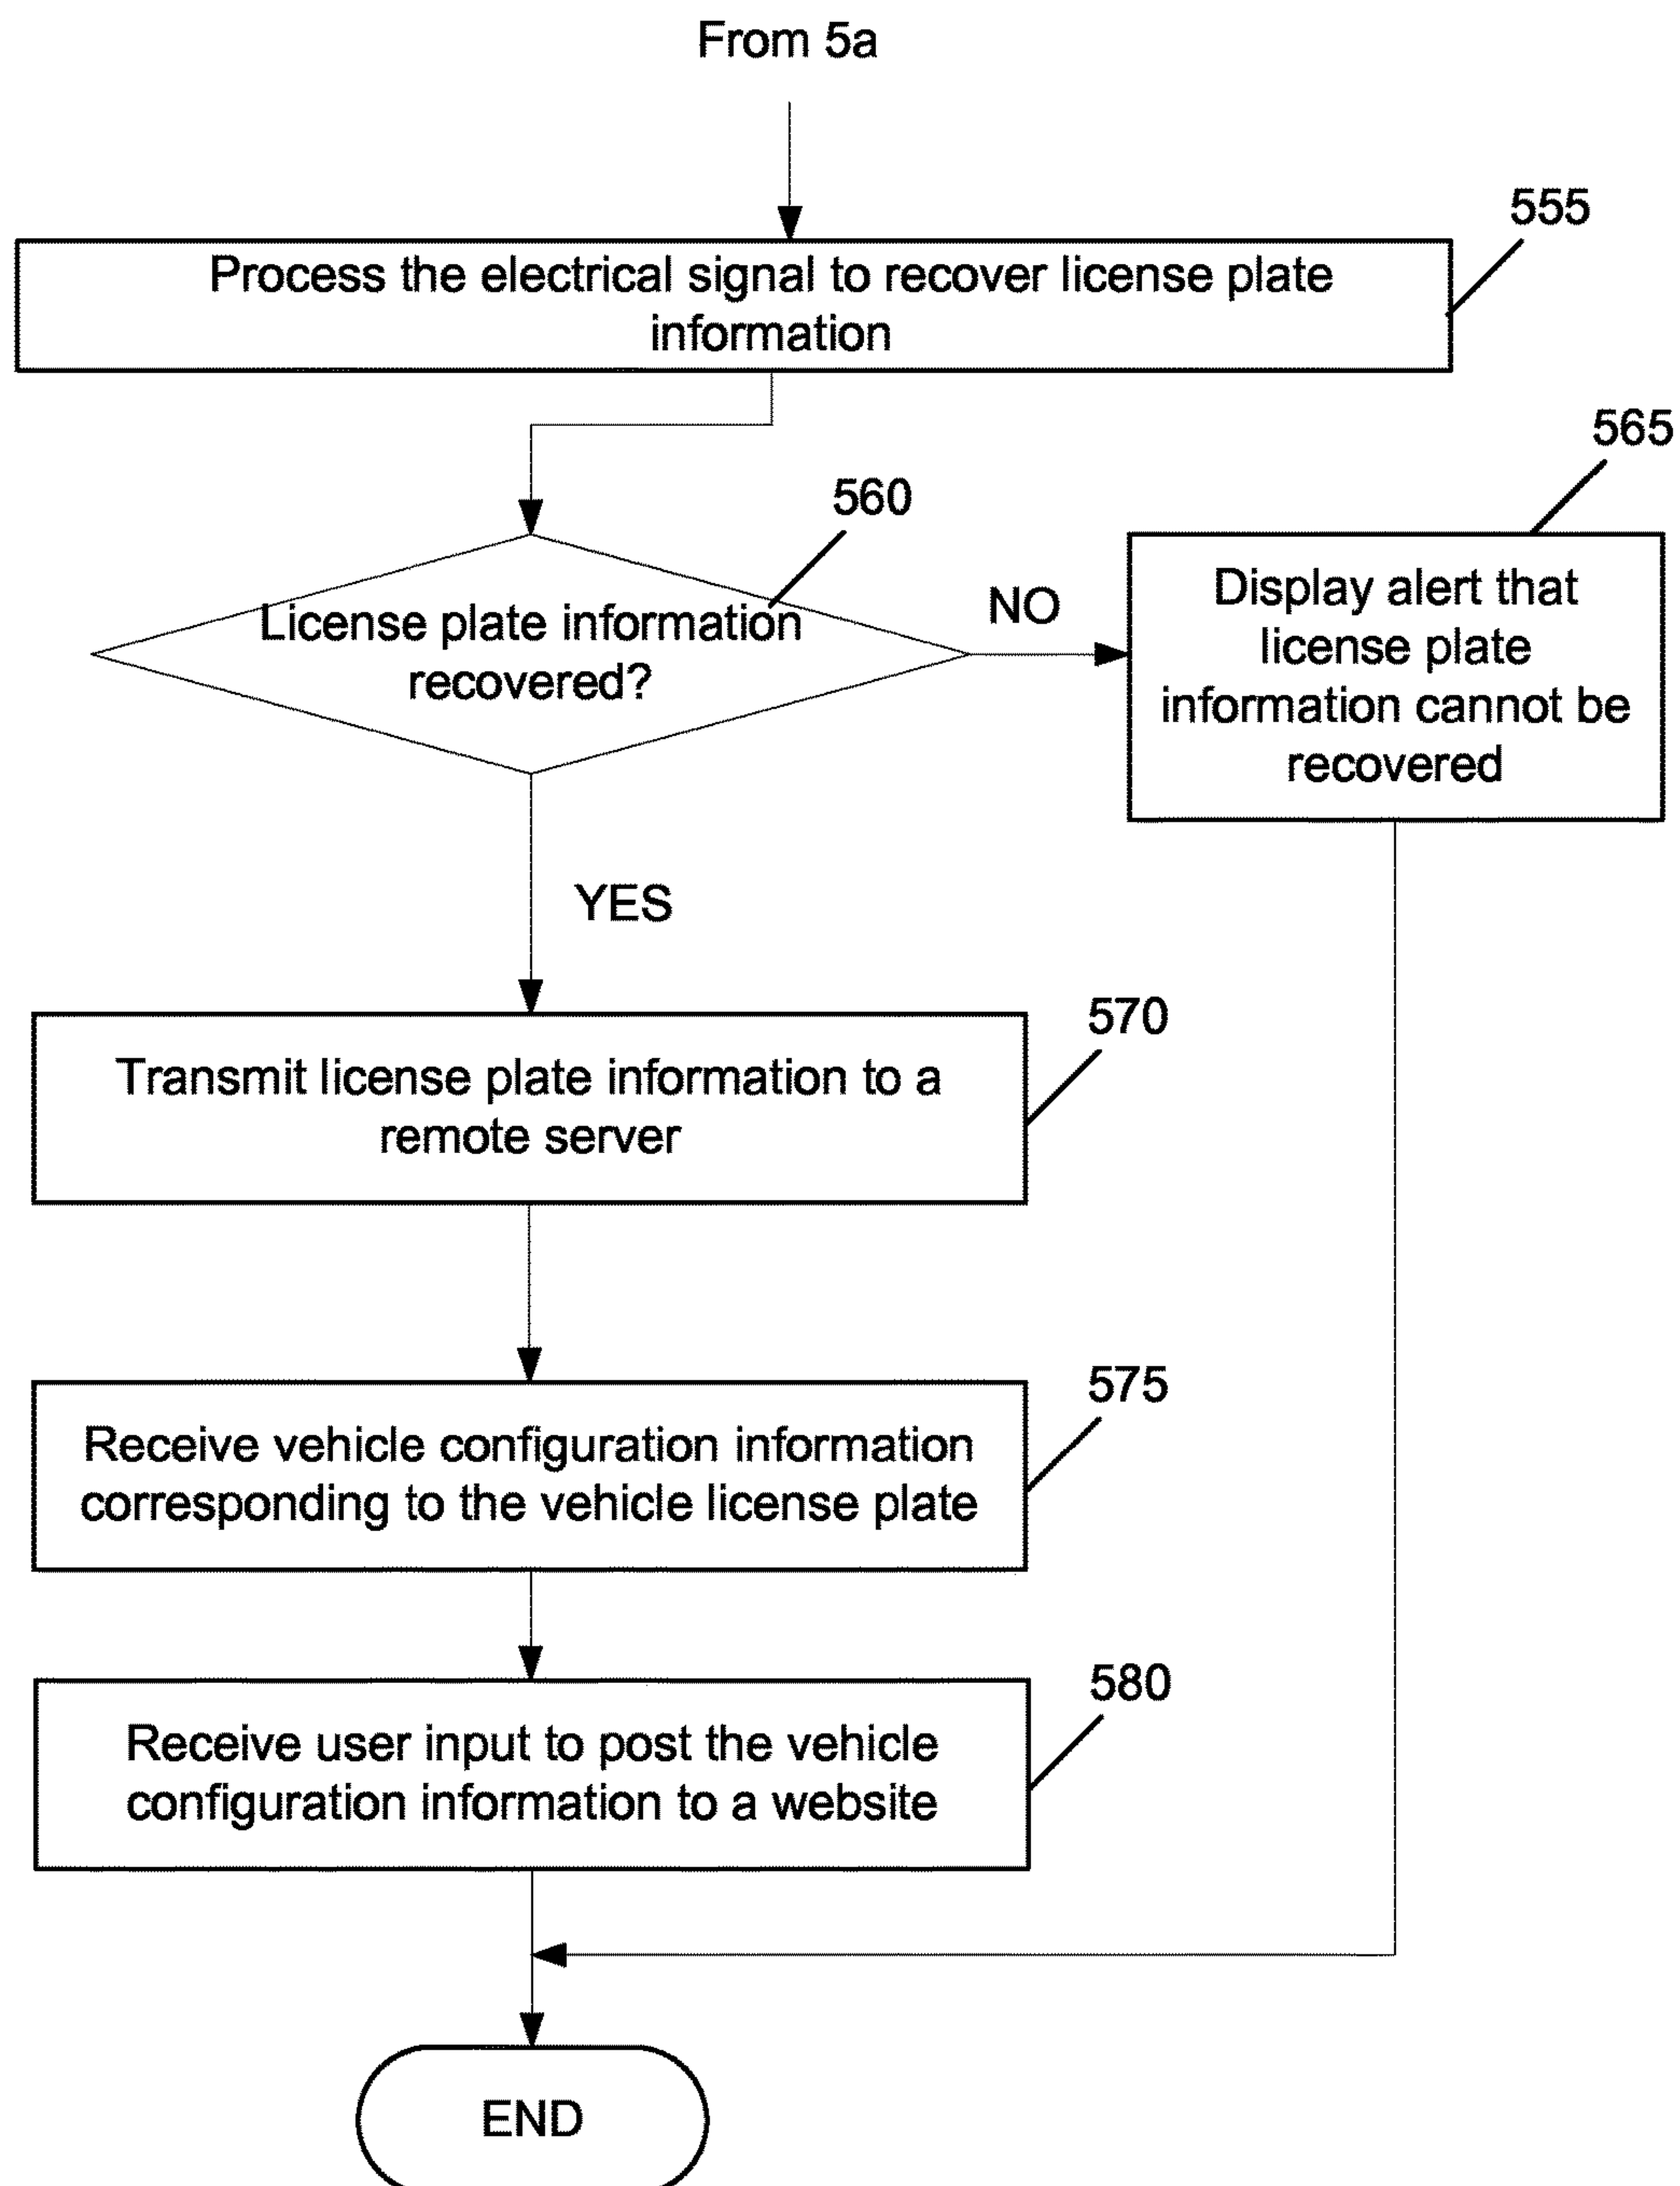 From 5a
555
Process the electrical signal to recover license plate
information
565
560
License plate information
recovered?
NO
Display alert that
license plate
information cannot be
recovered
YES
570
Transmit license plate information to a
remote server
575
Receive vehicle configuration information
corresponding to the vehicle license plate
580
Receive user input to post the vehicle
configuration information to a website
END